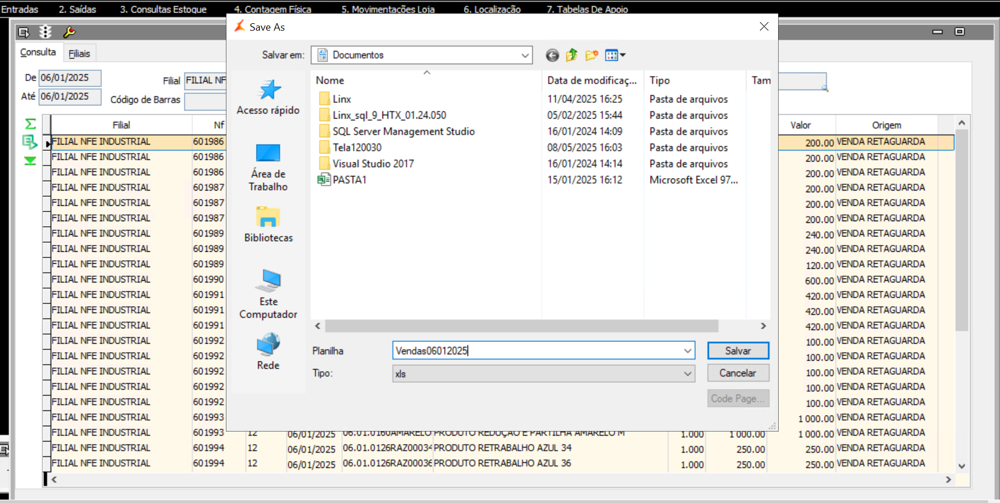 Entradas 2. Saídas 3. Consultas Estoque 4. Contagem Física 5. Movimentações Loja 6. Localização 7. Tabelas De Apoio
Save As
Consulta Filiais
Salvar em: Documentos
De 06/01/2025 Filial FILIAL NF
Até 06/01/2025 Código de Barras
Nome Data de modificaç... Tipo Tam
Linx 11/04/2025 16:25 Pasta de arquivos
Linx_sql_9_HTX_01.24.050 05/02/2025 15:44 Pasta de arquivos
SQL Server Management Studio 16/01/2024 14:09 Pasta de arquivos
Tela120030 08/05/2025 16:03 Pasta de arquivos
Visual Studio 2017 16/01/2024 14:14 Pasta de arquivos
PASTA1 15/01/2025 16:12 Microsoft Excel 97...
Acesso rápido
Área de
Trabalho
Bibliotecas
Este
Computador
Rede
Planilha Vendas06012025 Salvar
Tipo: xls Cancelar
Code Page...
Filial Nf Valor Origem
FILIAL NFE INDUSTRIAL 601986 200.00 VENDA RETAGUARDA
FILIAL NFE INDUSTRIAL 601986 200.00 VENDA RETAGUARDA
FILIAL NFE INDUSTRIAL 601986 200.00 VENDA RETAGUARDA
FILIAL NFE INDUSTRIAL 601987 200.00 VENDA RETAGUARDA
FILIAL NFE INDUSTRIAL 601987 200.00 VENDA RETAGUARDA
FILIAL NFE INDUSTRIAL 601987 200.00 VENDA RETAGUARDA
FILIAL NFE INDUSTRIAL 601989 240.00 VENDA RETAGUARDA
FILIAL NFE INDUSTRIAL 601989 240.00 VENDA RETAGUARDA
FILIAL NFE INDUSTRIAL 601989 120.00 VENDA RETAGUARDA
FILIAL NFE INDUSTRIAL 601990 600.00 VENDA RETAGUARDA
FILIAL NFE INDUSTRIAL 601991 420.00 VENDA RETAGUARDA
FILIAL NFE INDUSTRIAL 601991 420.00 VENDA RETAGUARDA
FILIAL NFE INDUSTRIAL 601991 420.00 VENDA RETAGUARDA
FILIAL NFE INDUSTRIAL 601992 100.00 VENDA RETAGUARDA
FILIAL NFE INDUSTRIAL 601992 100.00 VENDA RETAGUARDA
FILIAL NFE INDUSTRIAL 601992 100.00 VENDA RETAGUARDA
FILIAL NFE INDUSTRIAL 601992 100.00 VENDA RETAGUARDA
FILIAL NFE INDUSTRIAL 601992 100.00 VENDA RETAGUARDA
FILIAL NFE INDUSTRIAL 601993 1 000.00 VENDA RETAGUARDA
FILIAL NFE INDUSTRIAL 601993 12 06/01/2025 06.01.0160AMARELO PRODUTO REDUÇÃO E PARTILHA AMARELO M 1.000 1 000.00 1 000.00 VENDA RETAGUARDA
FILIAL NFE INDUSTRIAL 601994 12 06/01/2025 06.01.0126RAZ00034 PRODUTO RETRABALHO AZUL 34 1.000 250.00 250.00 VENDA RETAGUARDA
FILIAL NFE INDUSTRIAL 601994 12 06/01/2025 06.01.0126RAZ00036 PRODUTO RETRABALHO AZUL 36 1.000 250.00 250.00 VENDA RETAGUARDA